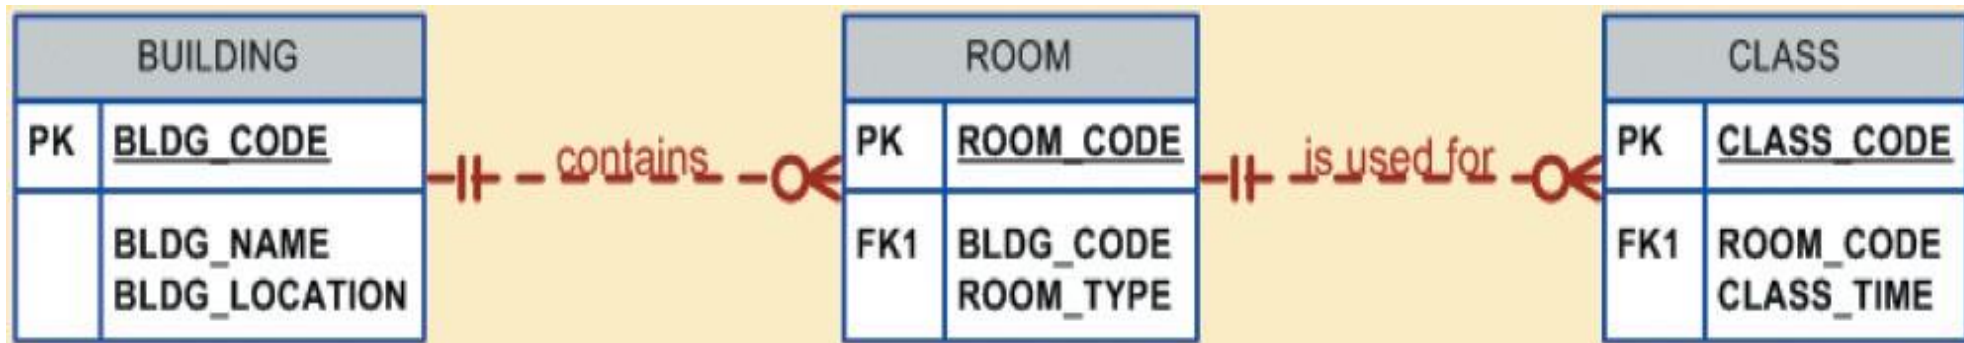 BUILDING
PK BLDG_CODE
BLDG_NAME
BLDG_LOCATION
contains
ROOM
PK ROOM_CODE
FK1 BLDG_CODE
ROOM_TYPE
is used for
CLASS
PK CLASS_CODE
FK1 ROOM_CODE
CLASS_TIME